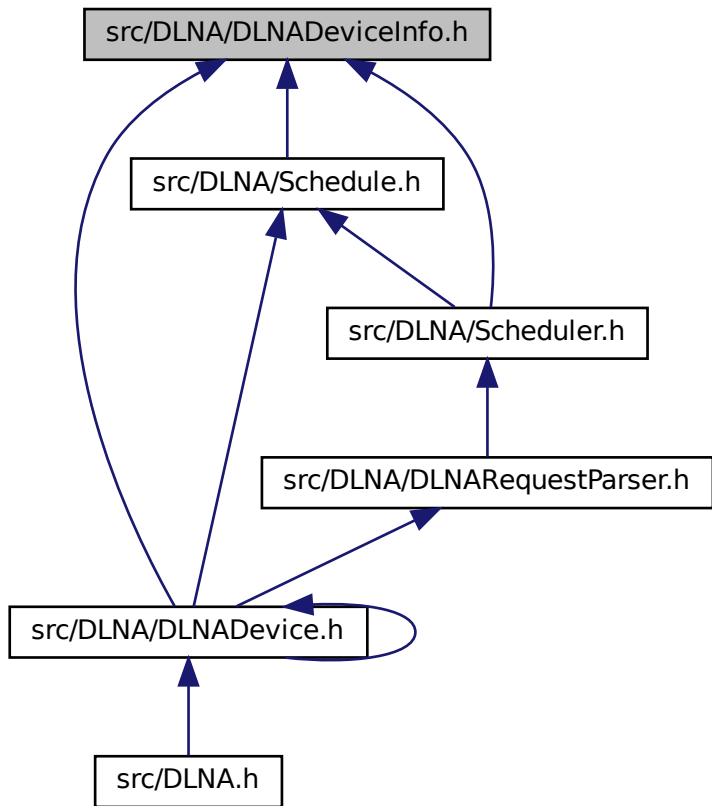 src/DLNA/DLNADeviceInfo.h
src/DLNA/Schedule.h
src/DLNA/Scheduler.h
src/DLNA/DLNARequestParser.h
src/DLNA/DLNADevice.h
src/DLNA.h